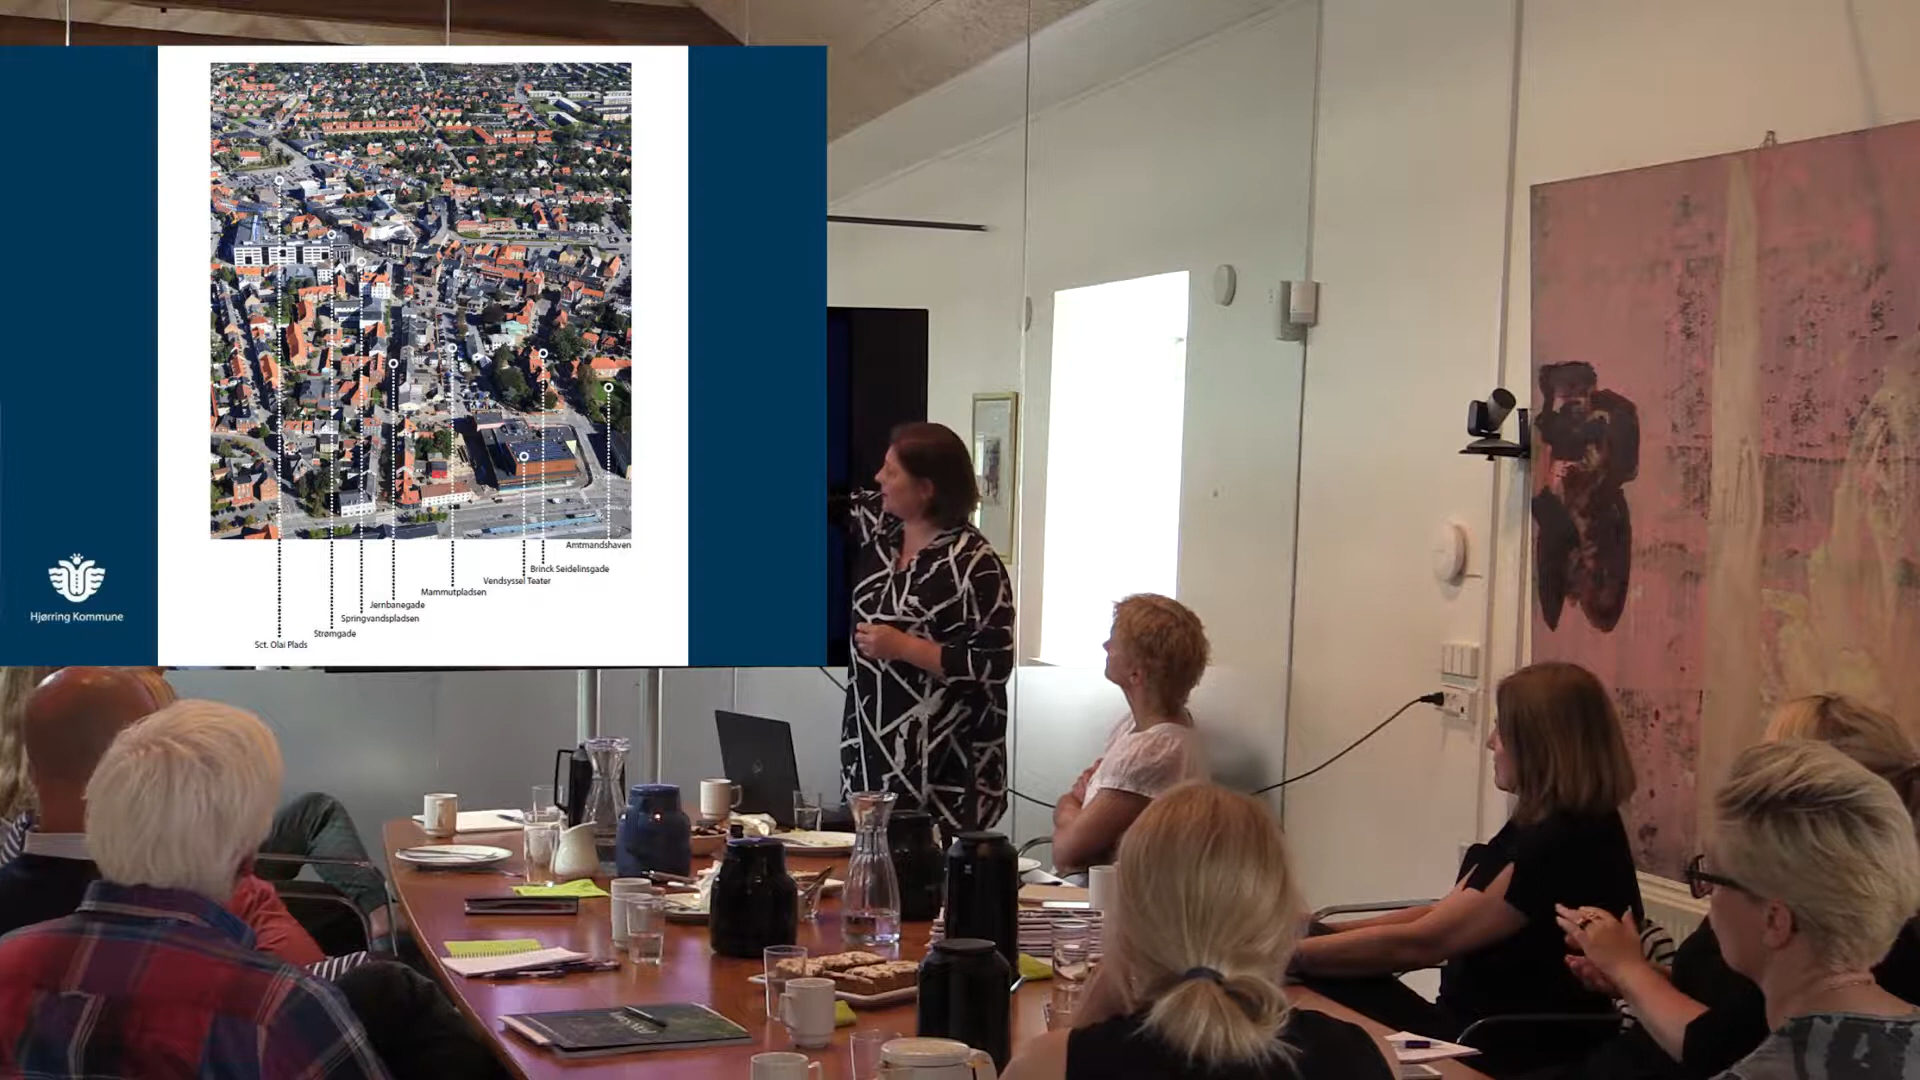 Amtmandshaven
Brinck Seidelinsgade
Vendsyssel Teater
Mammutpladsen
Jernbanegade
Springvandspladsen
Strømgade
Sct. Olai Plads
Hjørring Kommune